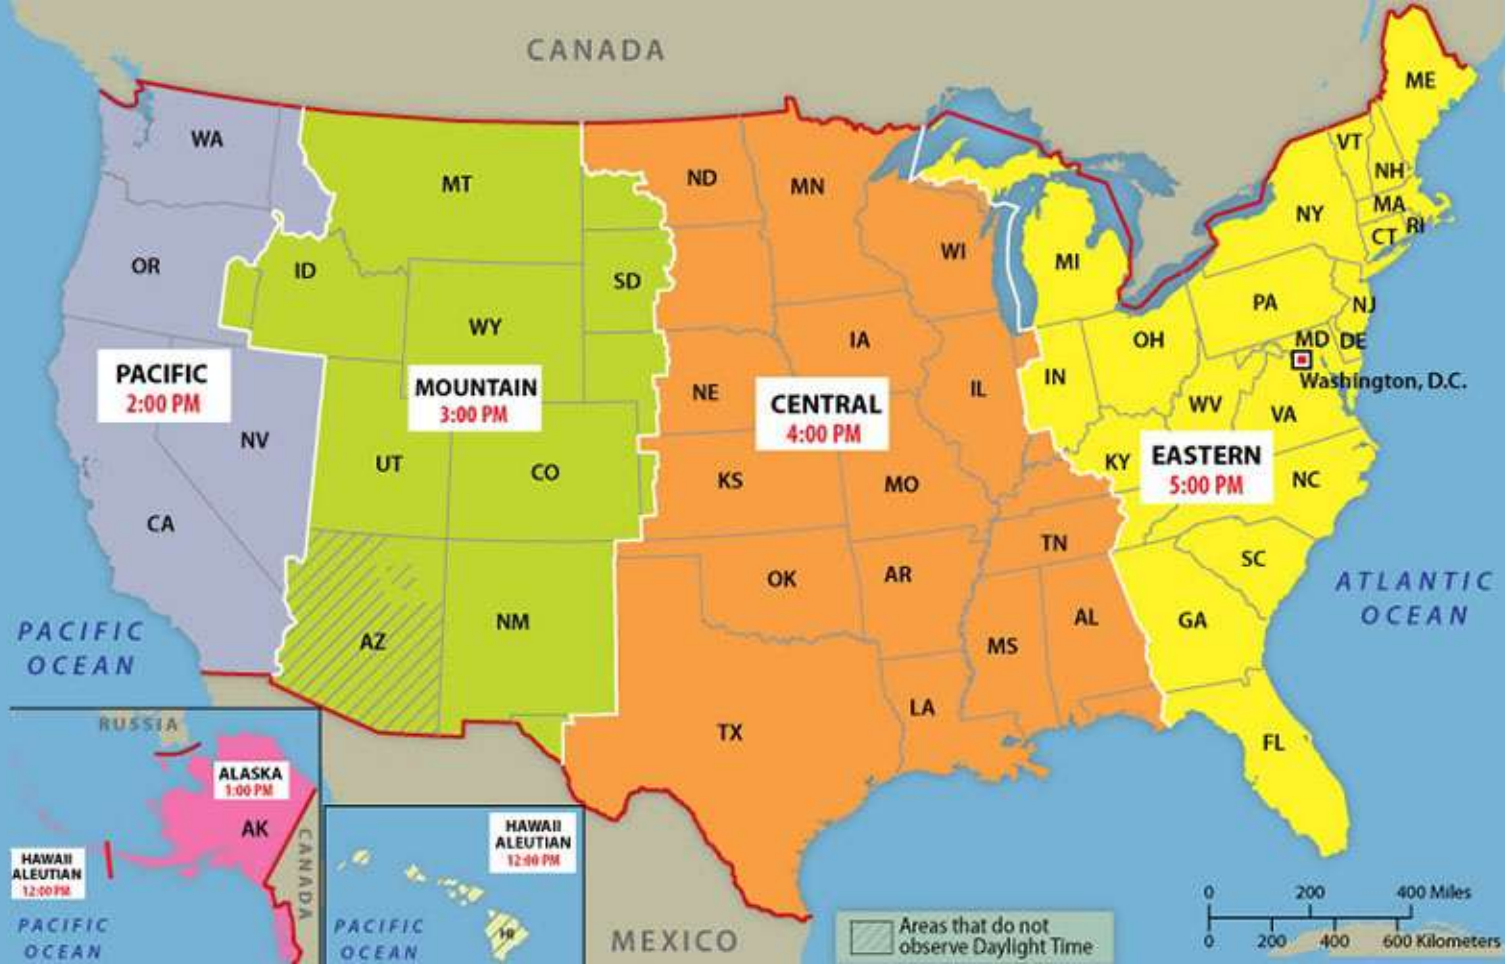 CANADA
ME
WA
VT
MT
ND
MN
NH
MA
NY
RI
CT
WI
OR
MI
ID
SD
PA
NJ
WY
IA
OH
MD
DE
Washington, D.C.
PACIFIC
2:00 PM
MOUNTAIN
3:00 PM
CENTRAL
4:00 PM
NE
IL
IN
WV
VA
NV
UT
CO
KS
MO
KY
EASTERN
5:00 PM
NC
CA
TN
SC
OK
AR
ATLANTIC
OCEAN
PACIFIC
OCEAN
AZ
NM
MS
AL
GA
TX
LA
FL
RUSSIA
ALASKA
1:00 PM
AK
CANADA
HAWAII
ALEUTIAN
12:00 PM
PACIFIC
OCEAN
HAWAII
ALEUTIAN
12:00 PM
HI
PACIFIC
OCEAN
MEXICO
Areas that do not
observe Daylight Time
0 200 400 Miles
0 200 400 600 Kilometers